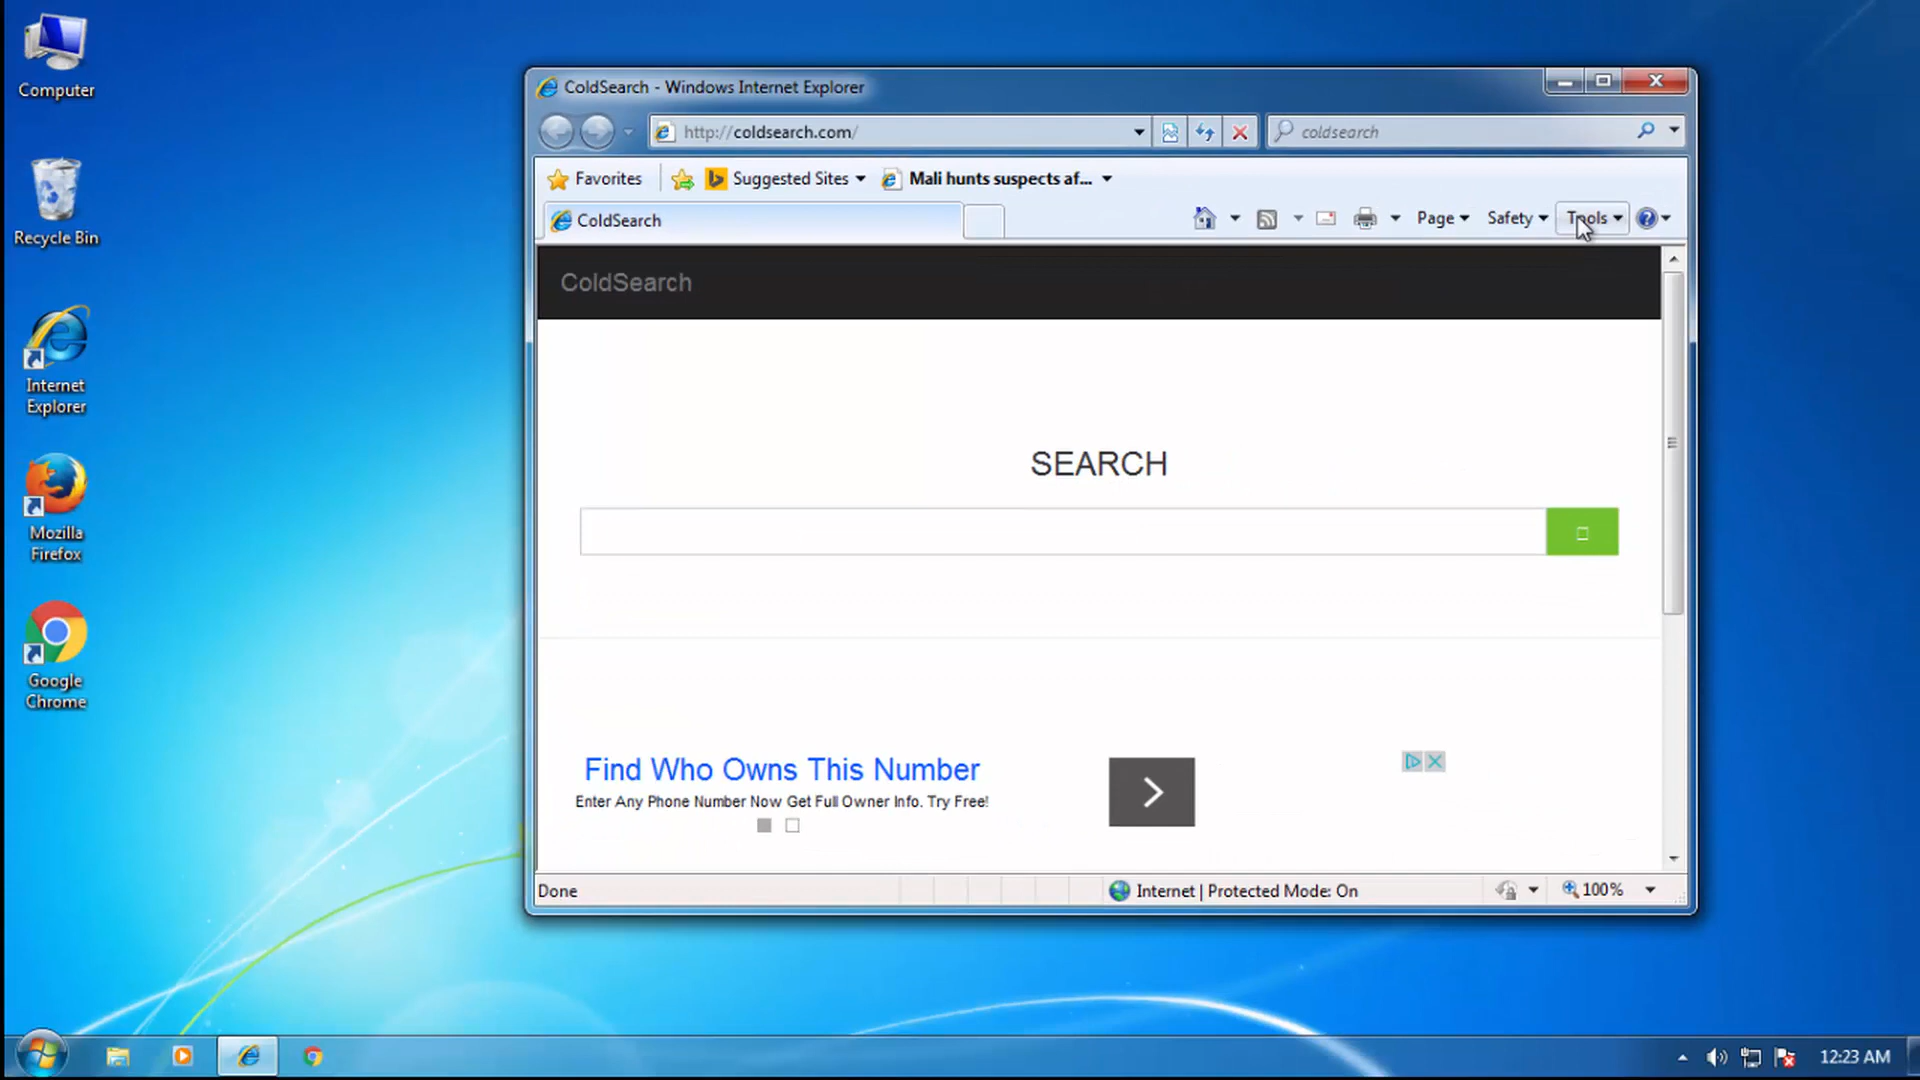 Computer
Recycle Bin
Internet
Explorer
Mozilla
Firefox
Google
Chrome
ColdSearch - Windows Internet Explorer
http://coldsearch.com/
coldsearch
Favorites
Suggested Sites
Mali hunts suspects af...
ColdSearch
Page
Safety
Tools
ColdSearch
SEARCH
Find Who Owns This Number
Enter Any Phone Number Now Get Full Owner Info. Try Free!
Done
Internet | Protected Mode: On
100%
12:23 AM